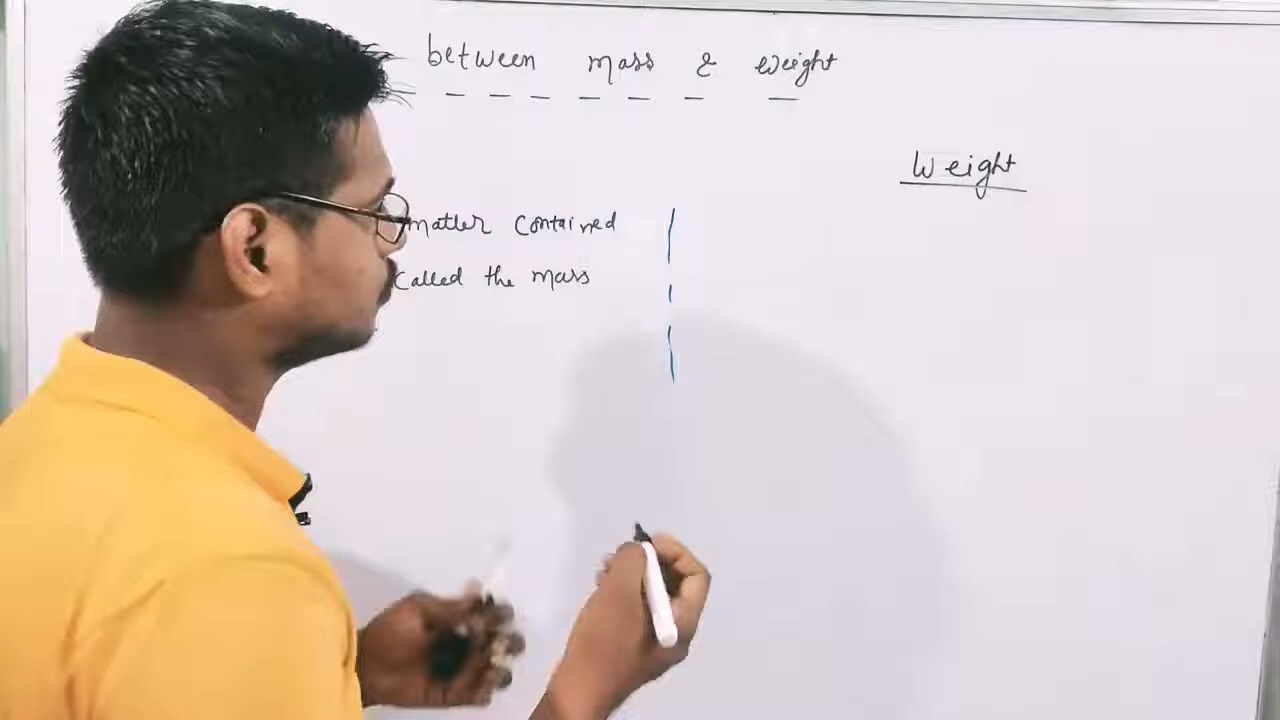 between mass & weight
Weight
matter contained
Called the mass